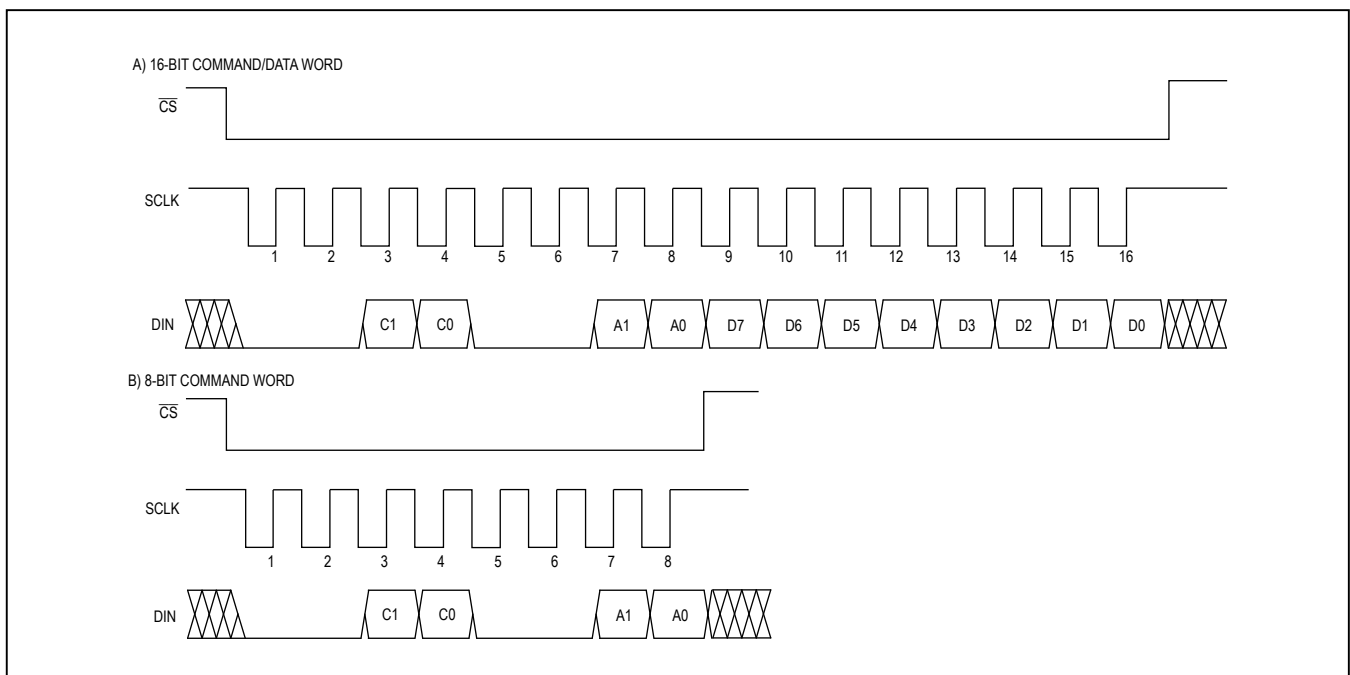 A) 16-BIT COMMAND/DATA WORD
CS
SCLK
1 2 3 4 5 6 7 8 9 10 11 12 13 14 15 16
DIN C1 C0 A1 A0 D7 D6 D5 D4 D3 D2 D1 D0
B) 8-BIT COMMAND WORD
CS
SCLK
1 2 3 4 5 6 7 8
DIN C1 C0 A1 A0